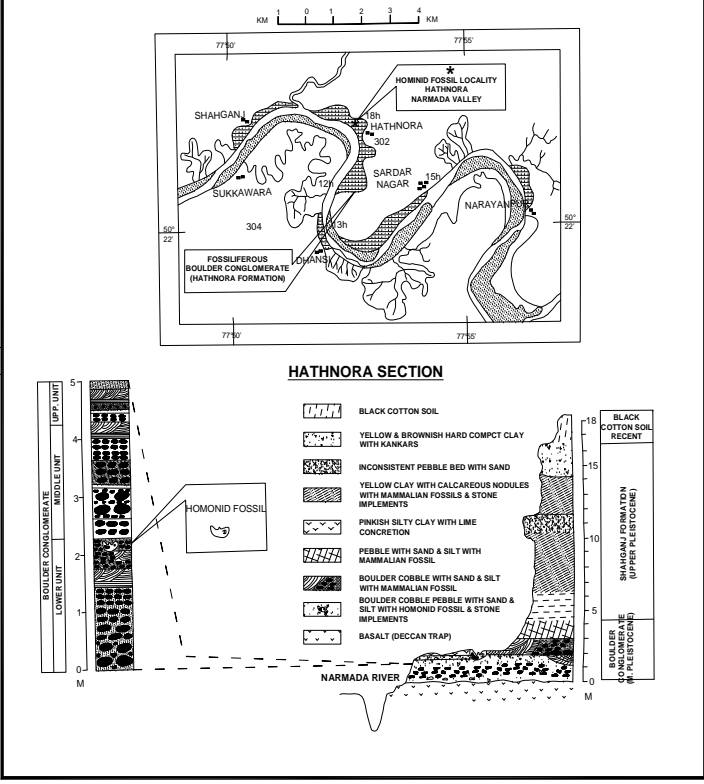 1 0 1 2 3 4
KM KM
77°50'
77°55'
*
HOMINID FOSSIL LOCALITY
HATHNORA
NARMADA VALLEY
SHAHGANJ
18h
HATHNORA
302
SARDAR
NAGAR
15h
12h
SUKKAWARA
NARAYANPUR
304
13h
50°
22'
50°
22'
DHANSI
FOSSILIFEROUS
BOULDER CONGLOMERATE
(HATHNORA FORMATION)
77°50'
77°55'
HATHNORA SECTION
BOULDER CONGLOMERATE
UPP. UNIT
MIDDLE UNIT
LOWER UNIT
5
4
3
2
1
0
M
HOMONID FOSSIL
BLACK COTTON SOIL
YELLOW & BROWNISH HARD COMPCT CLAY
WITH KANKARS
INCONSISTENT PEBBLE BED WITH SAND
YELLOW CLAY WITH CALCAREOUS NODULES
WITH MAMMALIAN FOSSILS & STONE
IMPLEMENTS
PINKISH SILTY CLAY WITH LIME
CONCRETION
PEBBLE WITH SAND & SILT WITH
MAMMALIAN FOSSIL
BOULDER COBBLE WITH SAND & SILT
WITH MAMMALIAN FOSSIL
BOULDER COBBLE PEBBLE WITH SAND &
SILT WITH HOMONID FOSSIL & STONE
IMPLEMENTS
BASALT (DECCAN TRAP)
NARMADA RIVER
18
15
10
5
0
M
BLACK
COTTON SOIL
RECENT
SHAHGANJ FORMATION
(UPPER PLEISTOCENE)
BOULDER
CONGLOMERATE
(M. PLEISTOCENE)